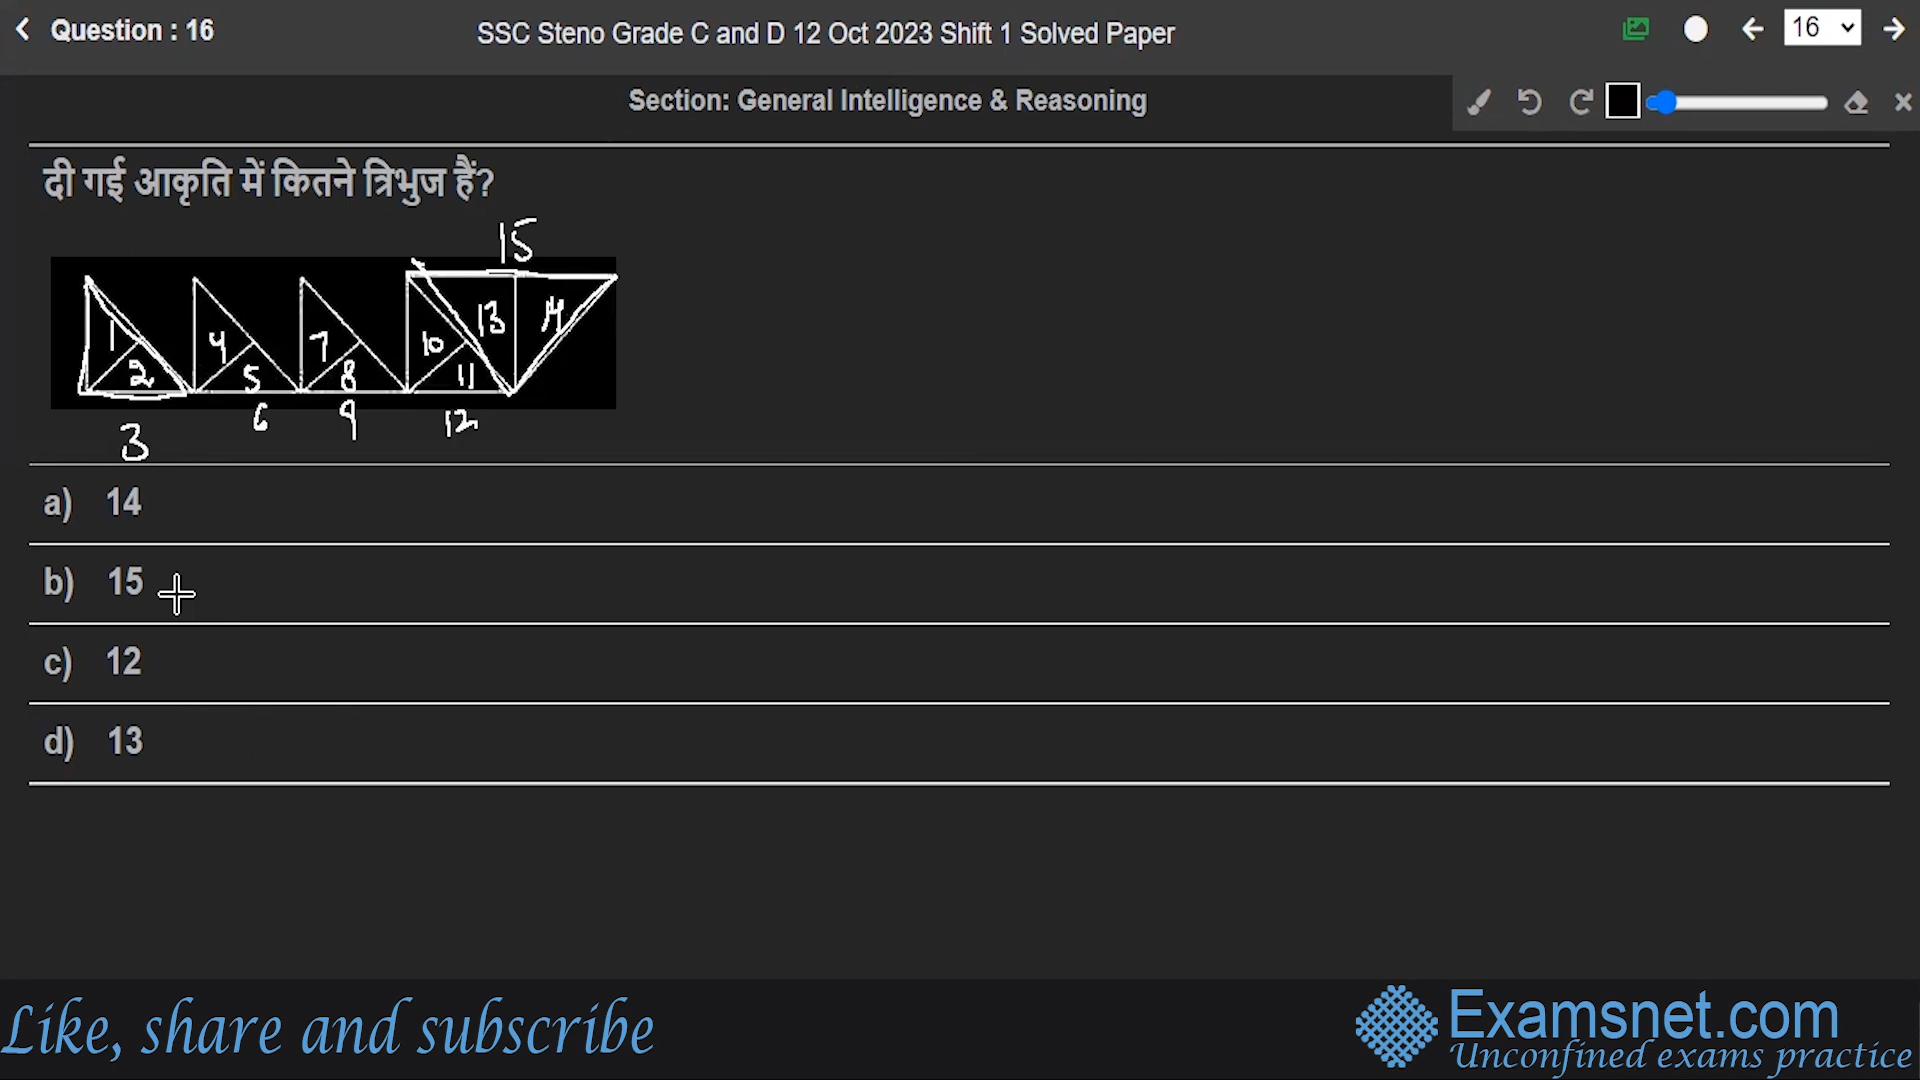 Question : 16
SSC Steno Grade C and D 12 Oct 2023 Shift 1 Solved Paper
16
Section: General Intelligence & Reasoning
दी गई आकृति में कितने त्रिभुज हैं?
15
1 4 7 10 13 14
2 5 8 11
3 6 9 12
a) 14
b) 15
c) 12
d) 13
Like, share and subscribe
Examsnet.com
Unconfined exams practice